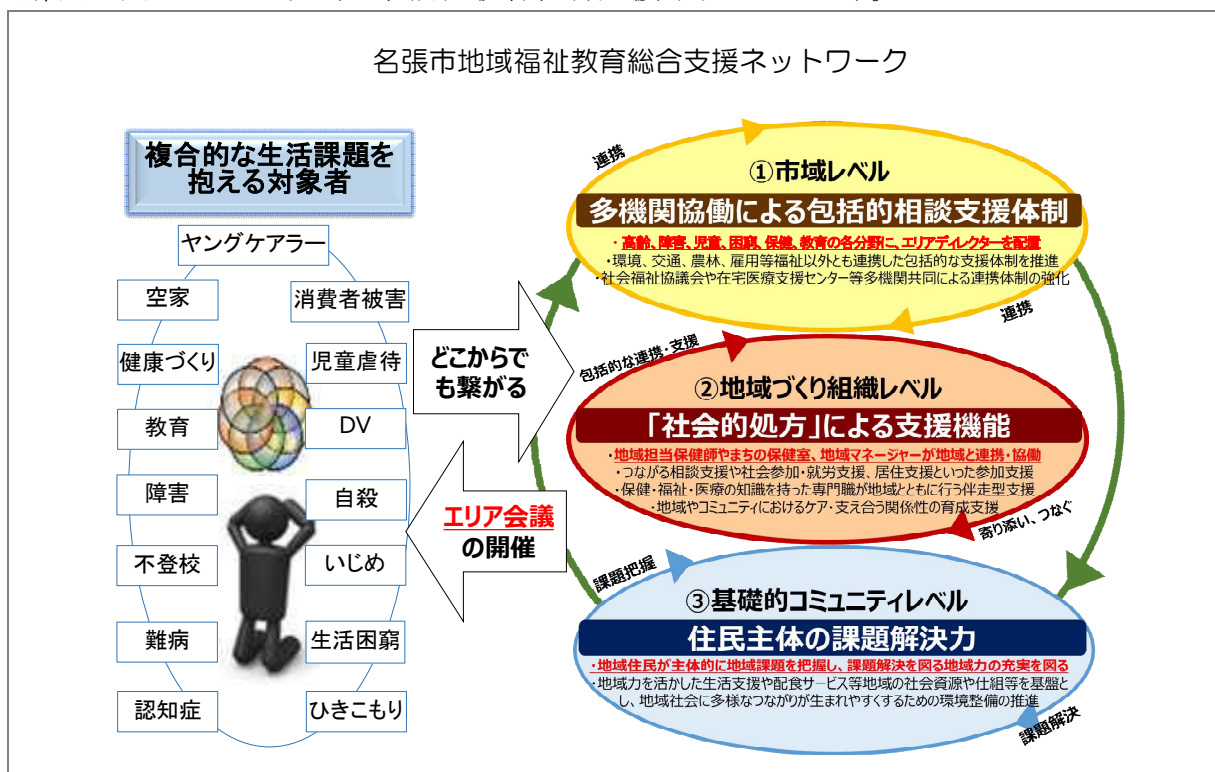 名張市地域福祉教育総合支援ネットワーク
複合的な生活課題を
抱える対象者
ヤングケアラー
空家
消費者被害
健康づくり
児童虐待
教育
DV
障害
自殺
不登校
いじめ
難病
生活困窮
認知症
ひきこもり
どこからで
も繋がる
エリア会議
の開催
連携
①市域レベル
多機関協働による包括的相談支援体制
・高齢、障害、児童、困窮、保健、教育の各分野に、エリアディレクターを配置
・環境、交通、農林、雇用等福祉以外とも連携した包括的な支援体制を推進
・社会福祉協議会や在宅医療支援センター等多機関共同による連携体制の強化
連携
包括的な連携・支援
②地域づくり組織レベル
「社会的処方」による支援機能
・地域担当保健師やまちの保健室、地域マネージャーが地域と連携・協働
・つながる相談支援や社会参加・就労支援、居住支援といった参加支援
・保健・福祉・医療の知識を持った専門職が地域とともに行う伴走型支援
・地域やコミュニティにおけるケア・支え合う関係性の育成支援
寄り添い、つなぐ
課題把握
③基礎的コミュニティレベル
住民主体の課題解決力
・地域住民が主体的に地域課題を把握し、課題解決を図る地域力の充実を図る
・地域力を活かした生活支援や配食サービス等地域の社会資源や仕組等を基盤と
し、地域社会に多様なつながりが生まれやすくするための環境整備の推進
課題解決